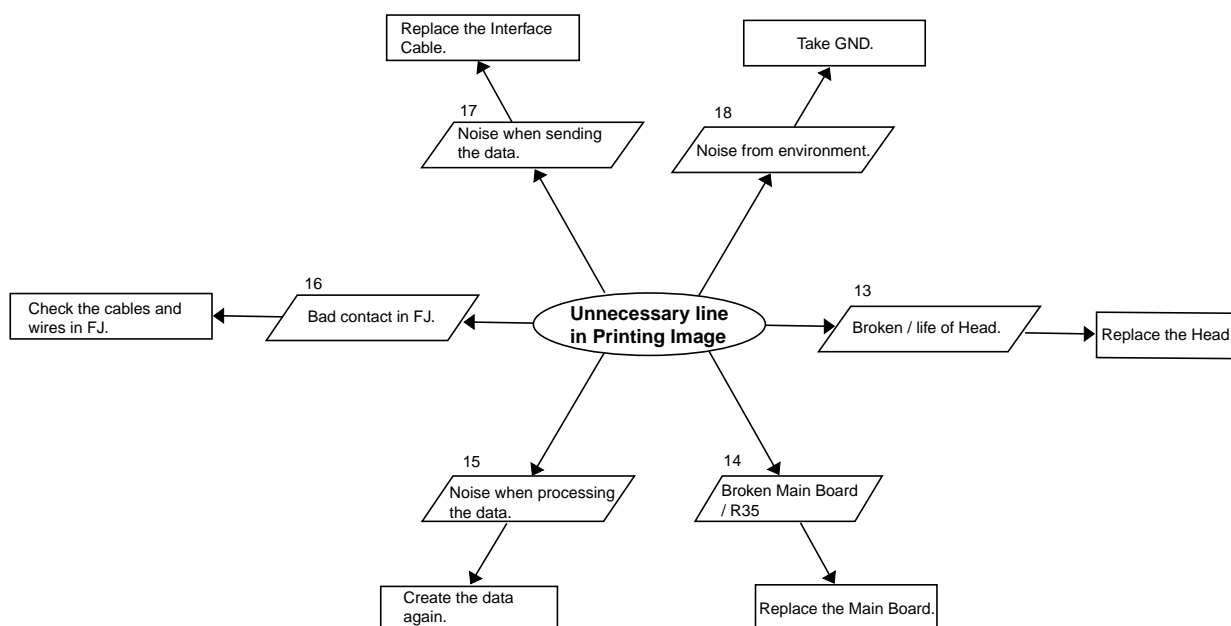 Replace the Interface
Cable.
Take GND.
17
Noise when sending
the data.
18
Noise from environment.
16
Bad contact in FJ.
Check the cables and
wires in FJ.
Unnecessary line
in Printing Image
13
Broken / life of Head.
Replace the Head.
15
Noise when processing
the data.
14
Broken Main Board
/ R35
Create the data
again.
Replace the Main Board.